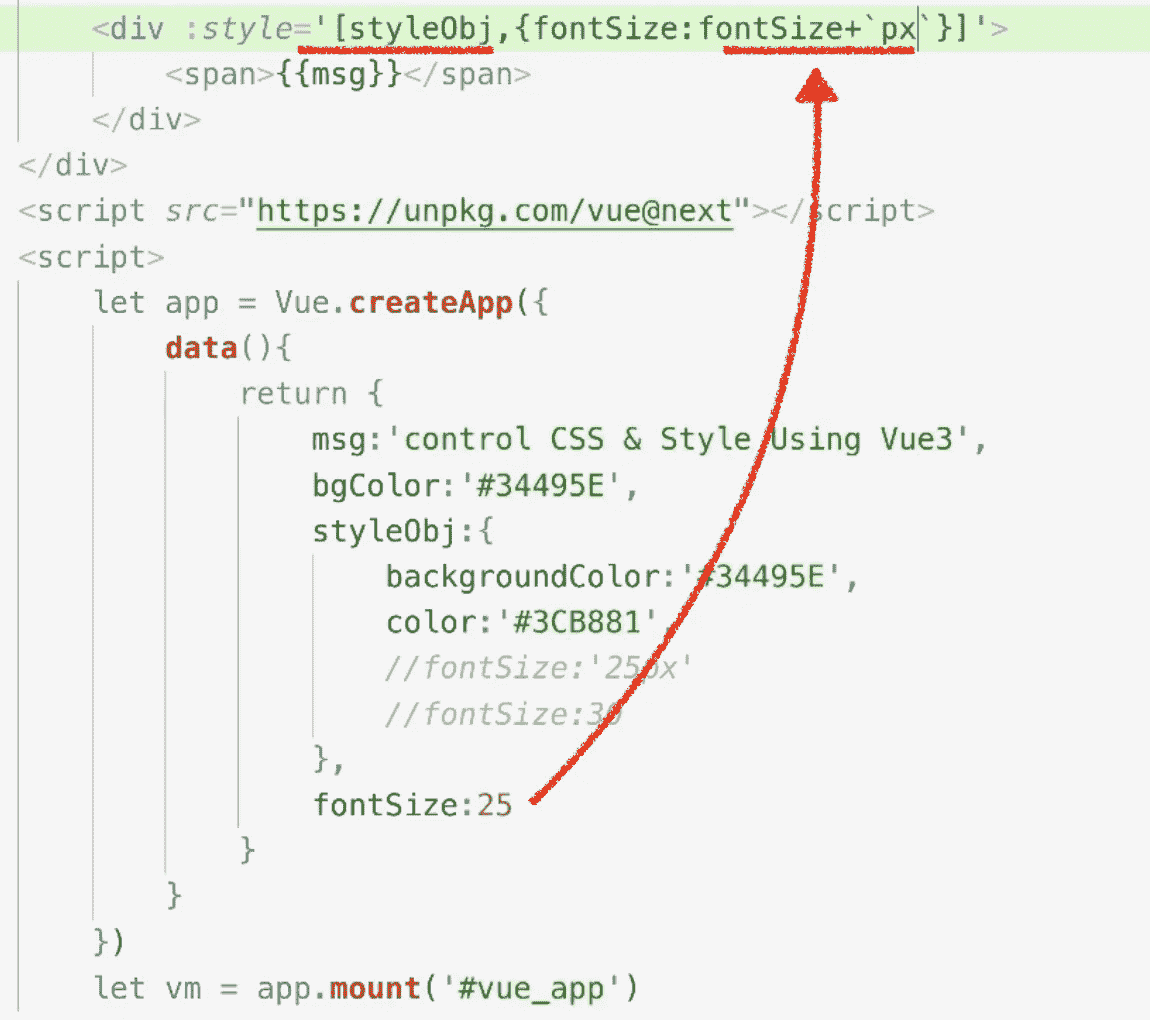 <div :style='[styleObj,{fontSize:fontSize+`px`}]'>
<span>{{msg}}</span>
</div>
</div>
<script src="https://unpkg.com/vue@next"></script>
<script>
let app = Vue.createApp({
data(){
return {
msg:'control CSS & Style Using Vue3',
bgColor:'#34495E',
styleObj:{
backgroundColor:'#34495E',
color:'#3CB881',
//fontSize:'25px'
//fontSize:30
},
fontSize:25
}
}
})
let vm = app.mount('#vue_app')